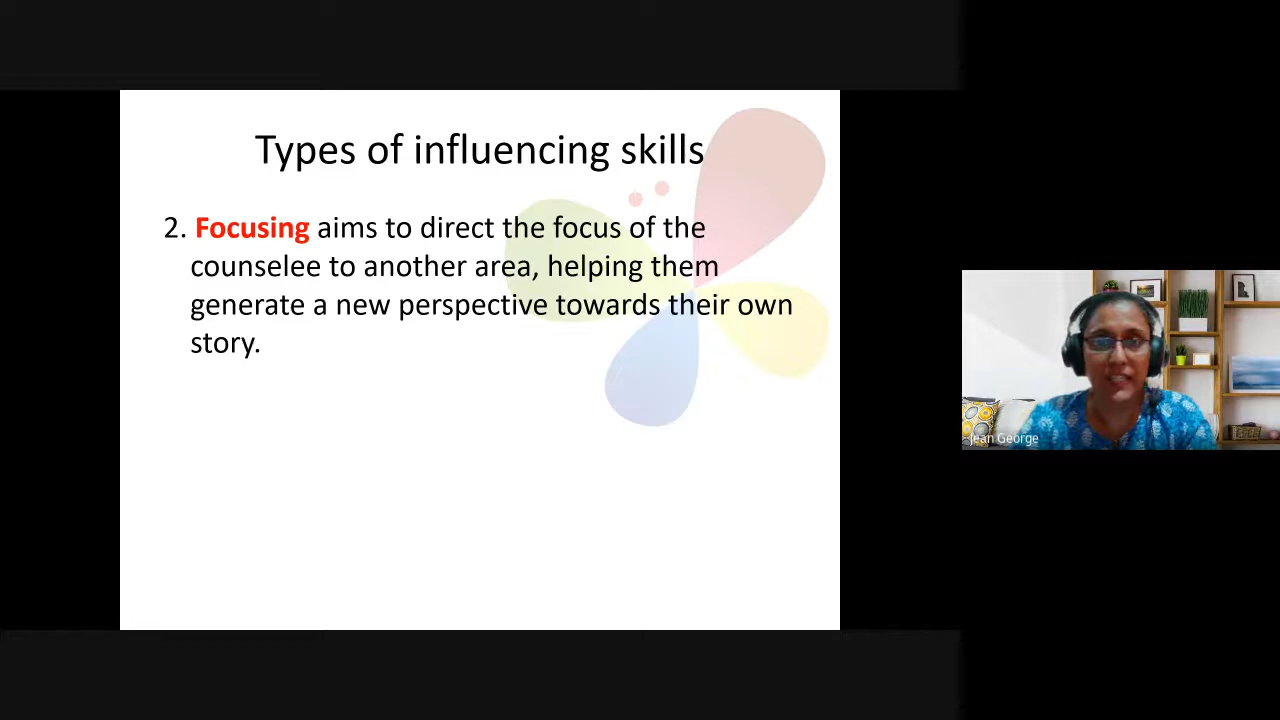 Types of influencing skills
2. Focusing aims to direct the focus of the
counselee to another area, helping them
generate a new perspective towards their own
story.
Jean George